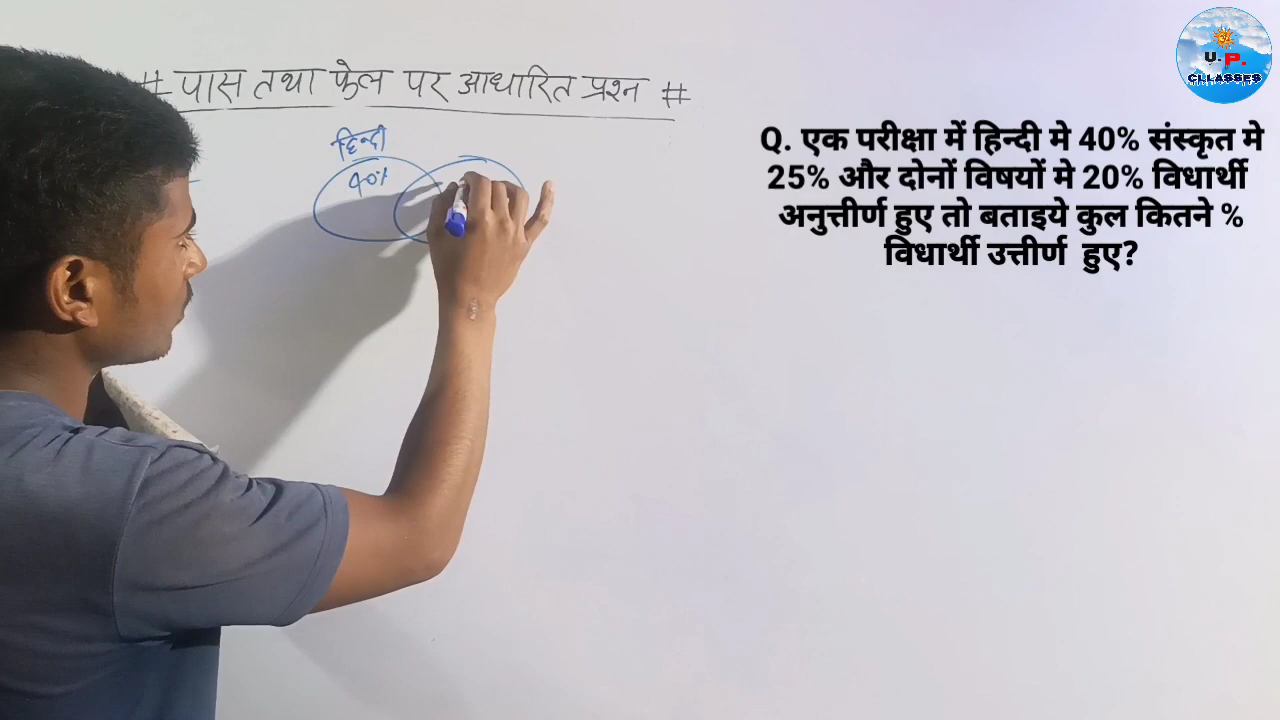 # पास तथा फेल पर आधारित प्रश्न #
हिन्दी
40%
U.P.
CLLASSES
Q. एक परीक्षा में हिन्दी मे 40% संस्कृत मे
25% और दोनों विषयों मे 20% विधार्थी
अनुत्तीर्ण हुए तो बताइये कुल कितने %
विधार्थी उत्तीर्ण हुए?